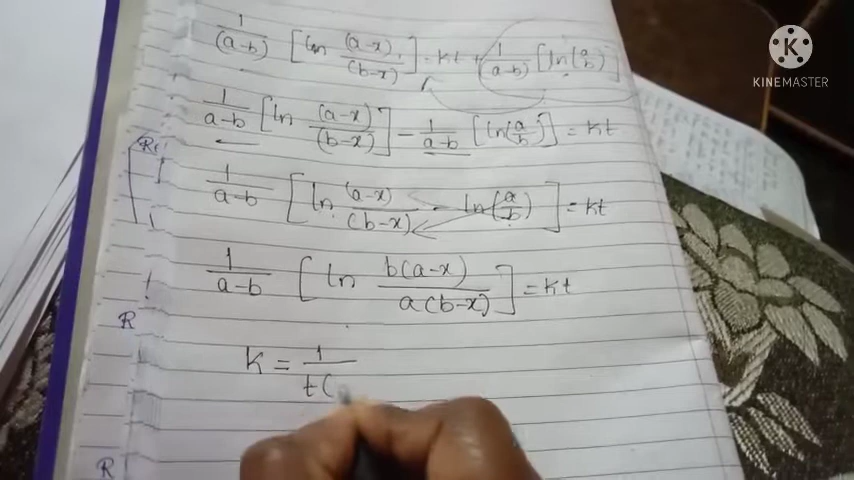 1/(a-b) [ln (a-x)/(b-x)] = kt + 1/(a-b) [ln(a/b)]
K
KINEMASTER
1/(a-b) [ln (a-x)/(b-x)] - 1/(a-b) [ln(a/b)] = kt
R
1/(a-b) [ln (a-x)/(b-x) - ln(a/b)] = kt
1/(a-b) [ln b(a-x)/a(b-x)] = kt
R
K = 1/t(
R